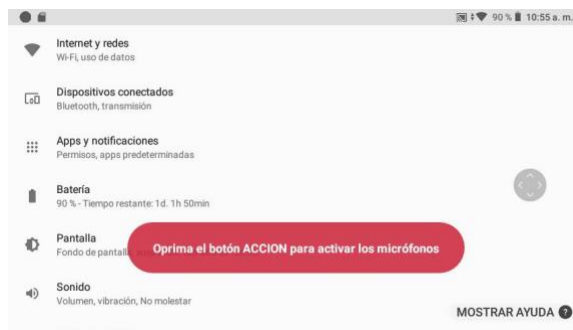 90 % 10:55 a. m.
Internet y redes
Wi-Fi, uso de datos
Dispositivos conectados
Bluetooth, transmisión
Apps y notificaciones
Permisos, apps predeterminadas
Batería
90 % - Tiempo restante: 1d. 1h 50min
Pantalla
Fondo de pantalla
Oprima el botón ACCION para activar los micrófonos
Sonido
Volumen, vibración, No molestar
MOSTRAR AYUDA ?